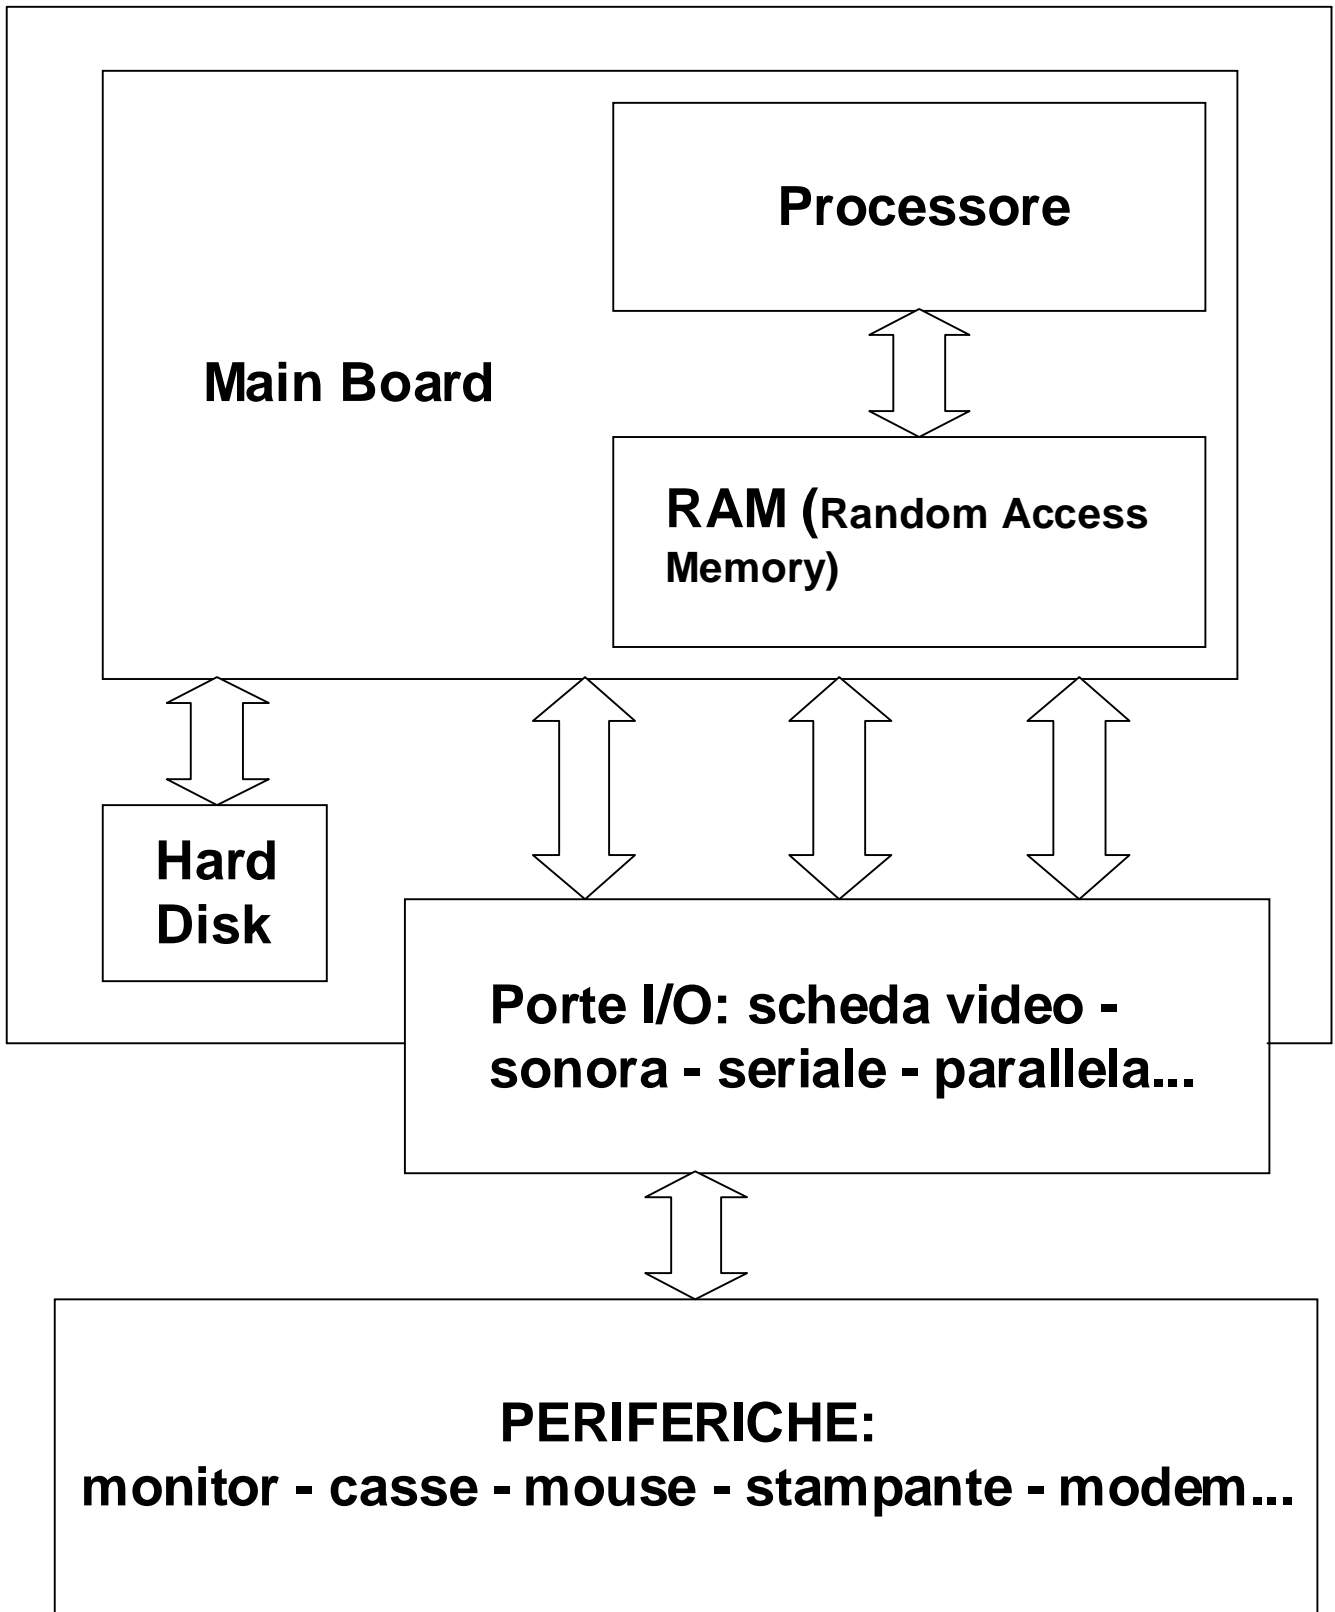 Processore
Main Board
RAM (Random Access
Memory)
Hard
Disk
Porte I/O: scheda video -
sonora - seriale - parallela...
PERIFERICHE:
monitor - casse - mouse - stampante - modem...